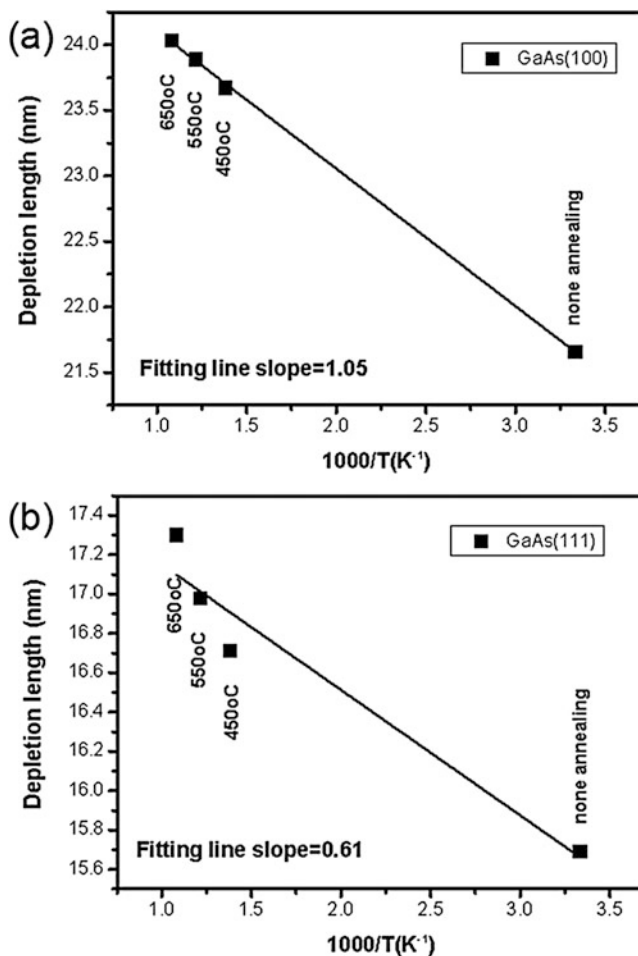 (a)
GaAs(100)
24.0
23.5
23.0
22.5
22.0
21.5
Depletion length (nm)
650oC
550oC
450oC
none annealing
Fitting line slope=1.05
1.0
1.5
2.0
2.5
3.0
3.5
1000/T(K⁻¹)
(b)
GaAs(111)
17.4
17.2
17.0
16.8
16.6
16.4
16.2
16.0
15.8
15.6
Depletion length (nm)
650oC
550oC
450oC
none annealing
Fitting line slope=0.61
1.0
1.5
2.0
2.5
3.0
3.5
1000/T(K⁻¹)